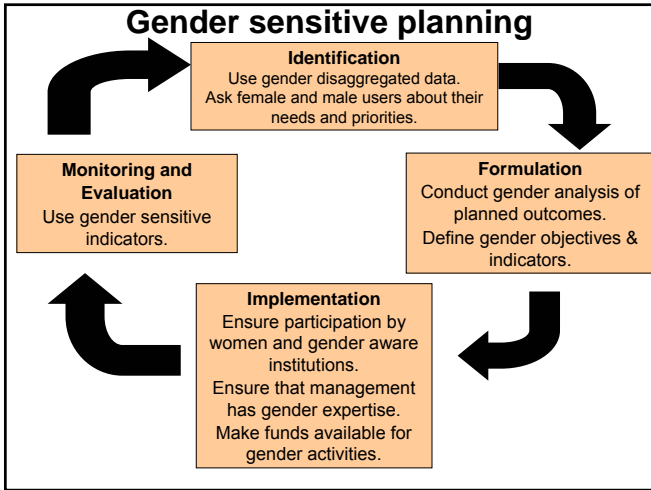 Gender sensitive planning
Identification
Use gender disaggregated data.
Ask female and male users about their
needs and priorities.
Formulation
Conduct gender analysis of
planned outcomes.
Define gender objectives &
indicators.
Implementation
Ensure participation by
women and gender aware
institutions.
Ensure that management
has gender expertise.
Make funds available for
gender activities.
Monitoring and
Evaluation
Use gender sensitive
indicators.